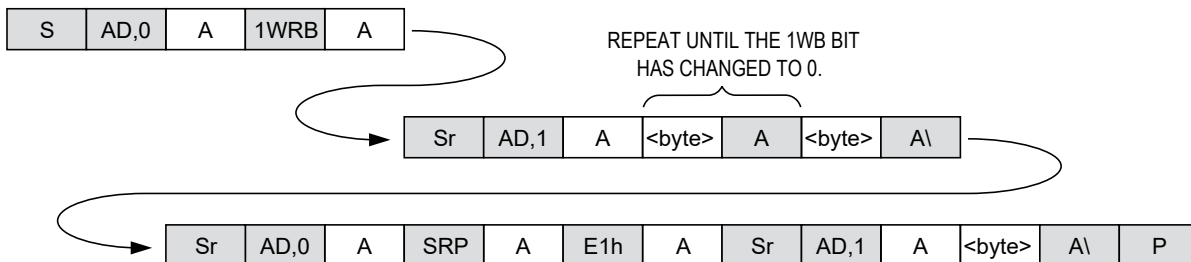 S AD,0 A 1WRB A
REPEAT UNTIL THE 1WB BIT
HAS CHANGED TO 0.
Sr AD,1 A <byte> A <byte> A\
Sr AD,0 A SRP A E1h A Sr AD,1 A <byte> A\ P